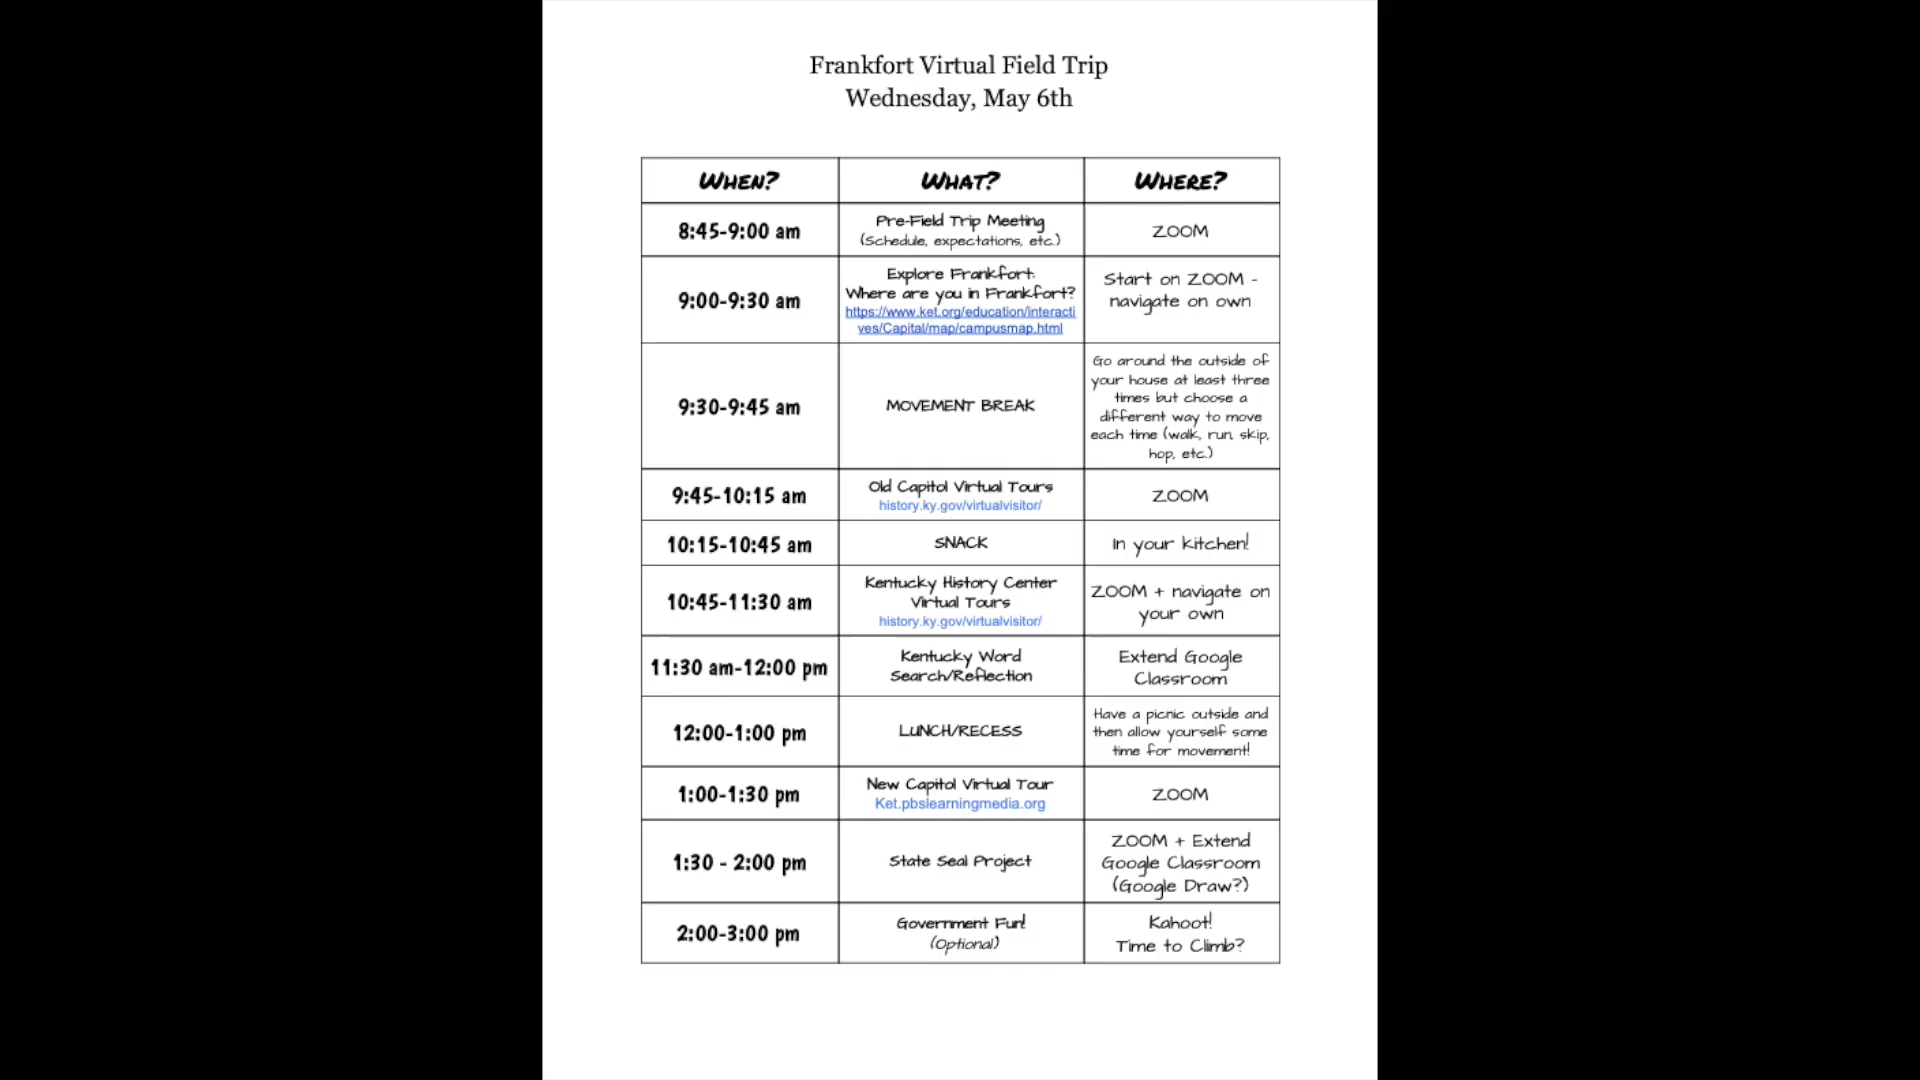 Frankfort Virtual Field Trip
Wednesday, May 6th
When? What? Where?
8:45-9:00 am
Pre-Field Trip Meeting
(Schedule, expectations, etc.)
ZOOM
9:00-9:30 am
Explore Frankfort:
Where are you in Frankfort?
https://www.ket.org/education/interacti
ves/Capital/map/campusmap.html
Start on ZOOM -
navigate on own
9:30-9:45 am
MOVEMENT BREAK
Go around the outside of
your house at least three
times but choose a
different way to move
each time (walk, run, skip,
hop, etc.)
9:45-10:15 am
Old Capitol Virtual Tours
history.ky.gov/virtualvisitor/
ZOOM
10:15-10:45 am
SNACK
In your kitchen!
10:45-11:30 am
Kentucky History Center
Virtual Tours
history.ky.gov/virtualvisitor/
ZOOM + navigate on
your own
11:30 am-12:00 pm
Kentucky Word
Search/Reflection
Extend Google
Classroom
12:00-1:00 pm
LUNCH/RECESS
Have a picnic outside and
then allow yourself some
time for movement!
1:00-1:30 pm
New Capitol Virtual Tour
Ket.pbslearningmedia.org
ZOOM
1:30 - 2:00 pm
State Seal Project
ZOOM + Extend
Google Classroom
(Google Draw?)
2:00-3:00 pm
Government Fun!
(Optional)
Kahoot!
Time to Climb?